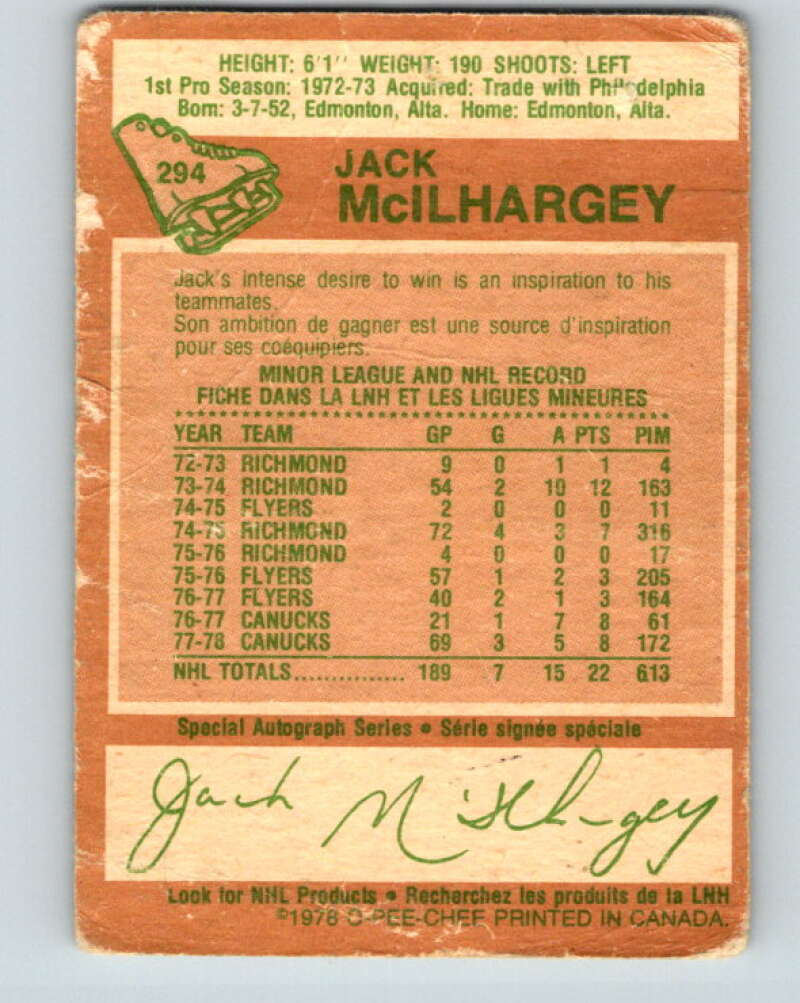 HEIGHT: 6'1" WEIGHT: 190 SHOOTS: LEFT
1st Pro Season: 1972-73 Acquired: Trade with Philadelphia
Born: 3-7-52, Edmonton, Alta. Home: Edmonton, Alta.
294
JACK
McILHARGEY
Jack's intense desire to win is an inspiration to his
teammates.
Son ambition de gagner est une source d'inspiration
pour ses coéquipiers.
MINOR LEAGUE AND NHL RECORD
FICHE DANS LA LNH ET LES LIGUES MINEURES
YEAR TEAM GP G A PTS PIM
72-73 RICHMOND 9 0 1 1 4
73-74 RICHMOND 54 2 10 12 163
74-75 FLYERS 2 0 0 0 11
74-75 RICHMOND 72 4 3 7 316
75-76 RICHMOND 4 0 0 0 17
75-76 FLYERS 57 1 2 3 205
76-77 FLYERS 40 2 1 3 164
76-77 CANUCKS 21 1 7 8 61
77-78 CANUCKS 69 3 5 8 172
NHL TOTALS............... 189 7 15 22 613
Special Autograph Series • Série signée spéciale
Jack McIlhargey
Look for NHL Products • Recherchez les produits de la LNH
©1978 O-PEE-CHEE PRINTED IN CANADA.